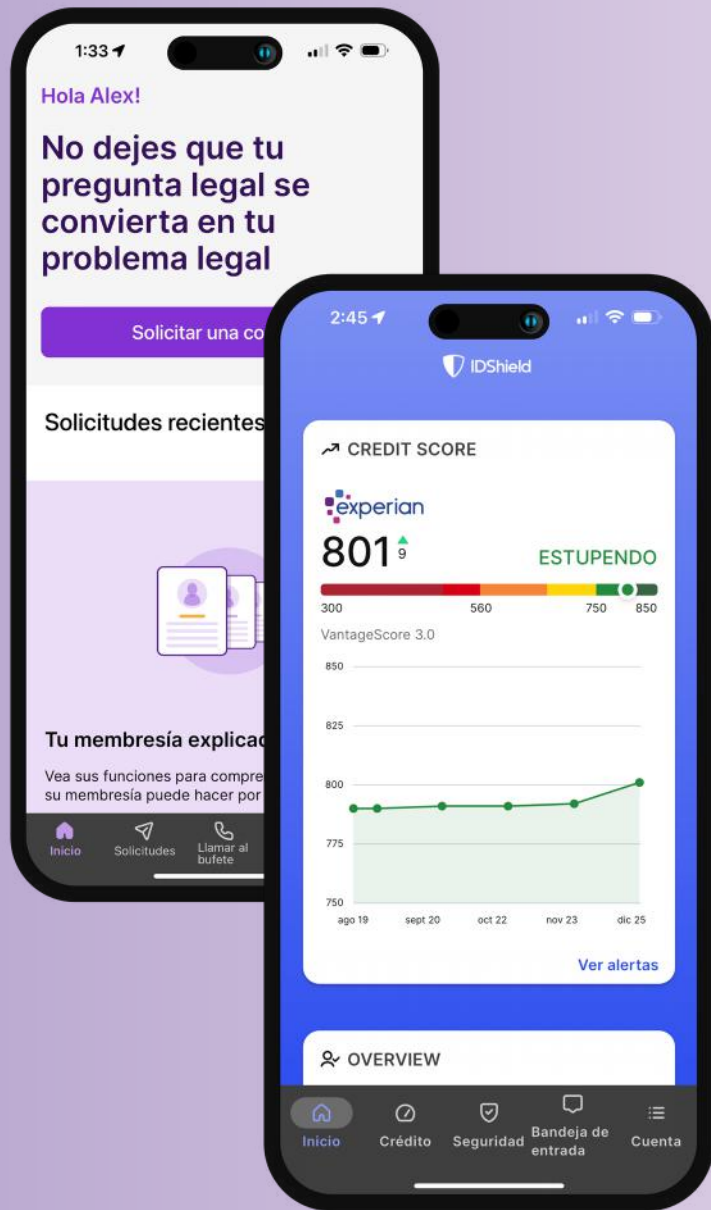 1:33
Hola Alex!
No dejes que tu
pregunta legal se
convierta en tu
problema legal
Solicitar una co
Solicitudes recientes
Tu membresía explicad
Vea sus funciones para compre
su membresía puede hacer por
Inicio
Solicitudes
Llamar al
bufete
2:45
IDShield
CREDIT SCORE
experian
801 9
ESTUPENDO
300 560 750 850
VantageScore 3.0
850
825
800
775
750
ago 19 sept 20 oct 22 nov 23 dic 25
Ver alertas
OVERVIEW
Inicio
Crédito
Seguridad
Bandeja de
entrada
Cuenta